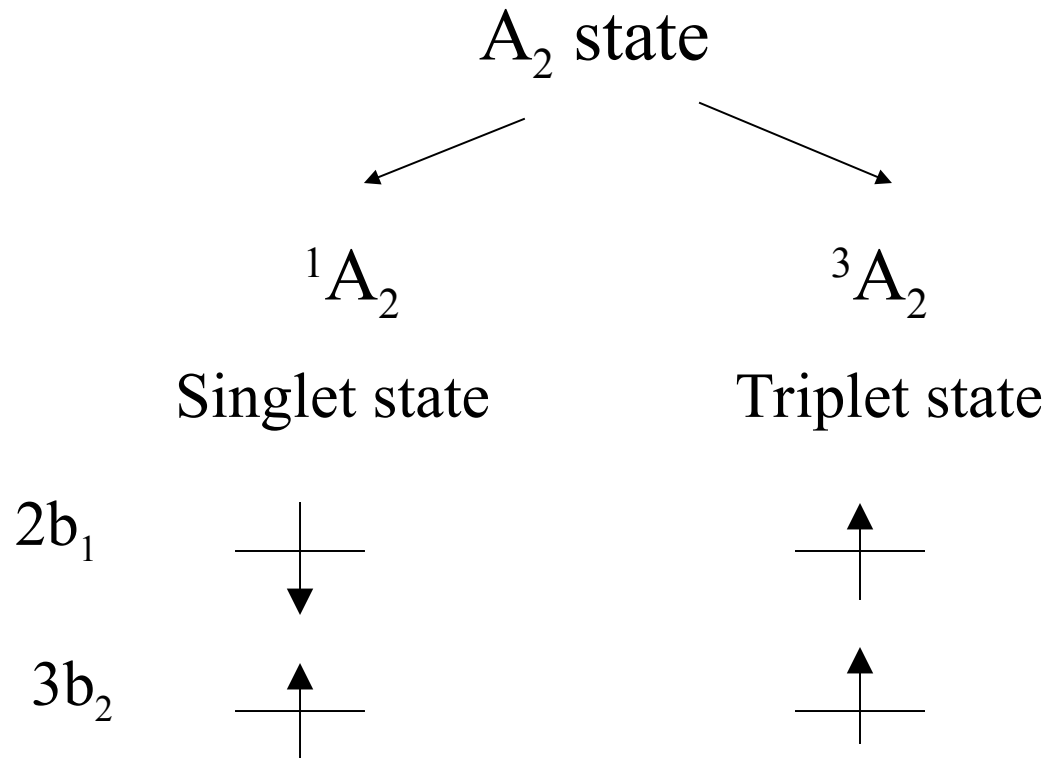 A₂ state
¹A₂
³A₂
Singlet state
Triplet state
2b₁
3b₂